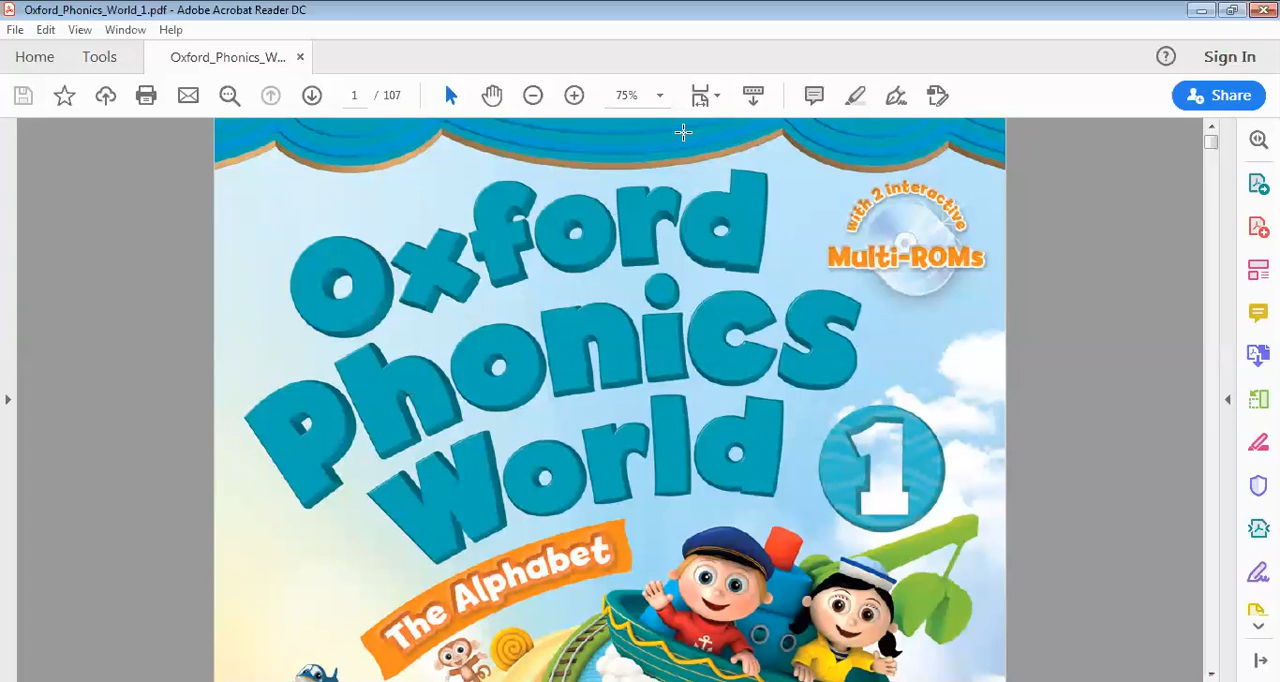 Oxford_Phonics_World_1.pdf - Adobe Acrobat Reader DC
File Edit View Window Help
Home Tools Oxford_Phonics_W... × Sign In
1 / 107 75% Share
Oxford
with 2 interactive
Multi-ROMs
Phonics
World
1
The Alphabet